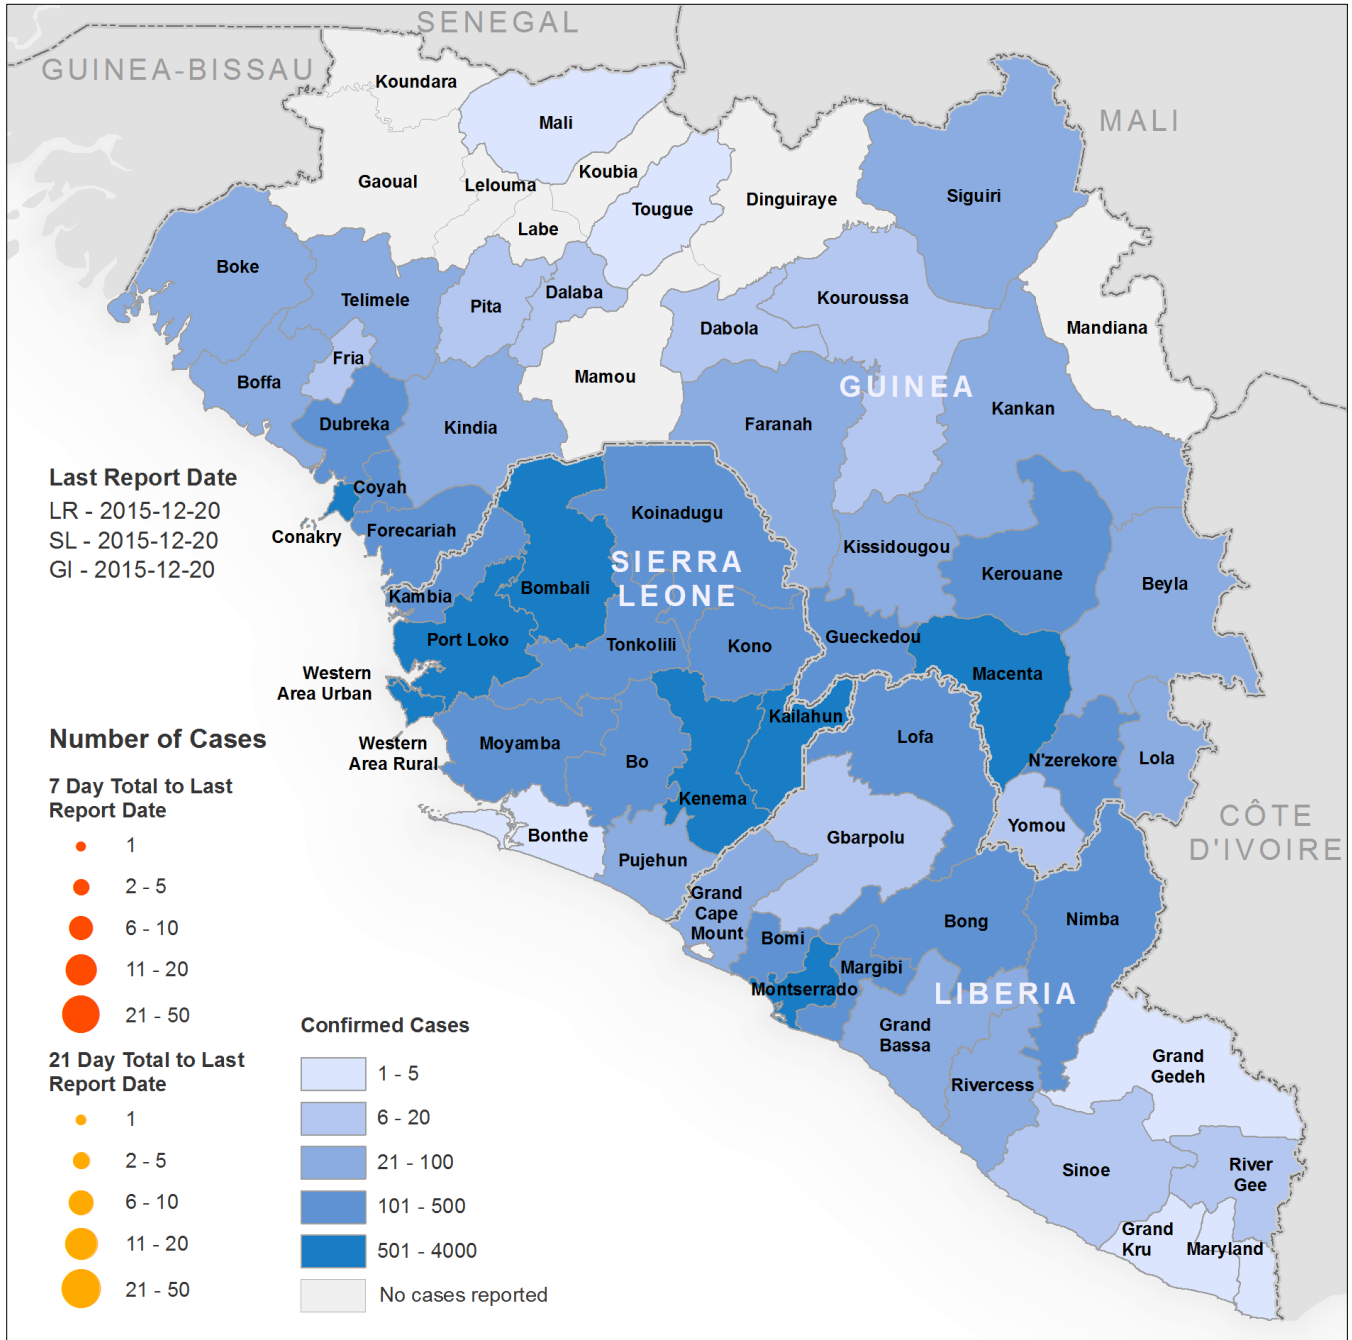 SENEGAL
GUINEA-BISSAU
MALI
Koundara
Mali
Koubia
Gaoual
Lelouma
Tougue
Dinguiraye
Siguiri
Labe
Boke
Telimele
Pita
Dalaba
Kouroussa
Dabola
Mandiana
Fria
Boffa
Mamou
GUINEA
Dubreka
Kindia
Faranah
Kankan
Last Report Date
LR - 2015-12-20
SL - 2015-12-20
GI - 2015-12-20
Coyah
Conakry
Forecariah
Koinadugu
SIERRA
LEONE
Kissidougou
Kerouane
Beyla
Kambia
Bombali
Port Loko
Tonkolili
Kono
Gueckedou
Macenta
Western
Area Urban
Kailahun
Lofa
Western
Area Rural
Moyamba
Bo
Kenema
N'zerekore
Lola
Yomou
CÔTE
D'IVOIRE
Bonthe
Pujehun
Gbarpolu
Grand
Cape
Mount
Bomi
Bong
Nimba
Margibi
Montserrado
LIBERIA
Grand
Bassa
Rivercess
Grand
Gedeh
Sinoe
River
Gee
Grand
Kru
Maryland
Number of Cases
7 Day Total to Last
Report Date
1
2 - 5
6 - 10
11 - 20
21 - 50
21 Day Total to Last
Report Date
1
2 - 5
6 - 10
11 - 20
21 - 50
Confirmed Cases
1 - 5
6 - 20
21 - 100
101 - 500
501 - 4000
No cases reported